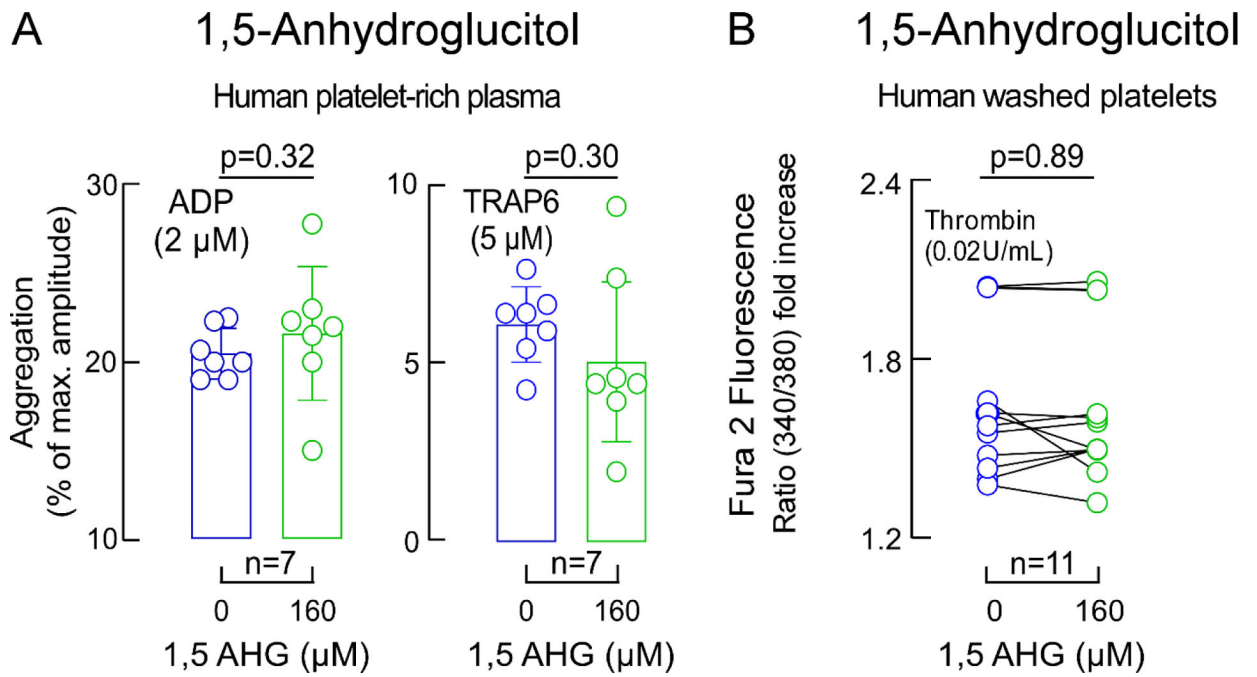 A
1,5-Anhydroglucitol
Human platelet-rich plasma
Aggregation
(% of max. amplitude)
p=0.32
30
20
10
ADP
(2 µM)
n=7
0
160
1,5 AHG (µM)
p=0.30
10
5
0
TRAP6
(5 µM)
n=7
0
160
1,5 AHG (µM)
B
1,5-Anhydroglucitol
Human washed platelets
Fura 2 Fluorescence
Ratio (340/380) fold increase
p=0.89
2.4
1.8
1.2
Thrombin
(0.02U/mL)
n=11
0
160
1,5 AHG (µM)